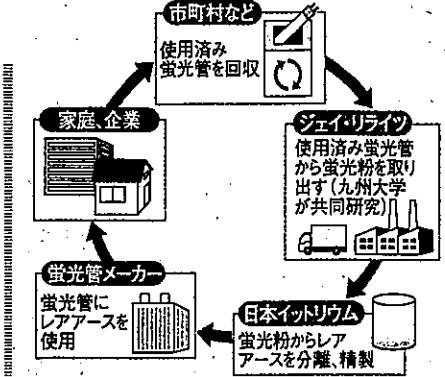 市町村など
使用済み
蛍光管を回収
家庭、企業
ジェイ・リライツ
使用済み蛍光管
から蛍光粉を取り
出す(九州大学
が共同研究)
蛍光管メーカー
蛍光管に
レアアースを
使用
日本イットリウム
蛍光粉からレア
アースを分離、精製